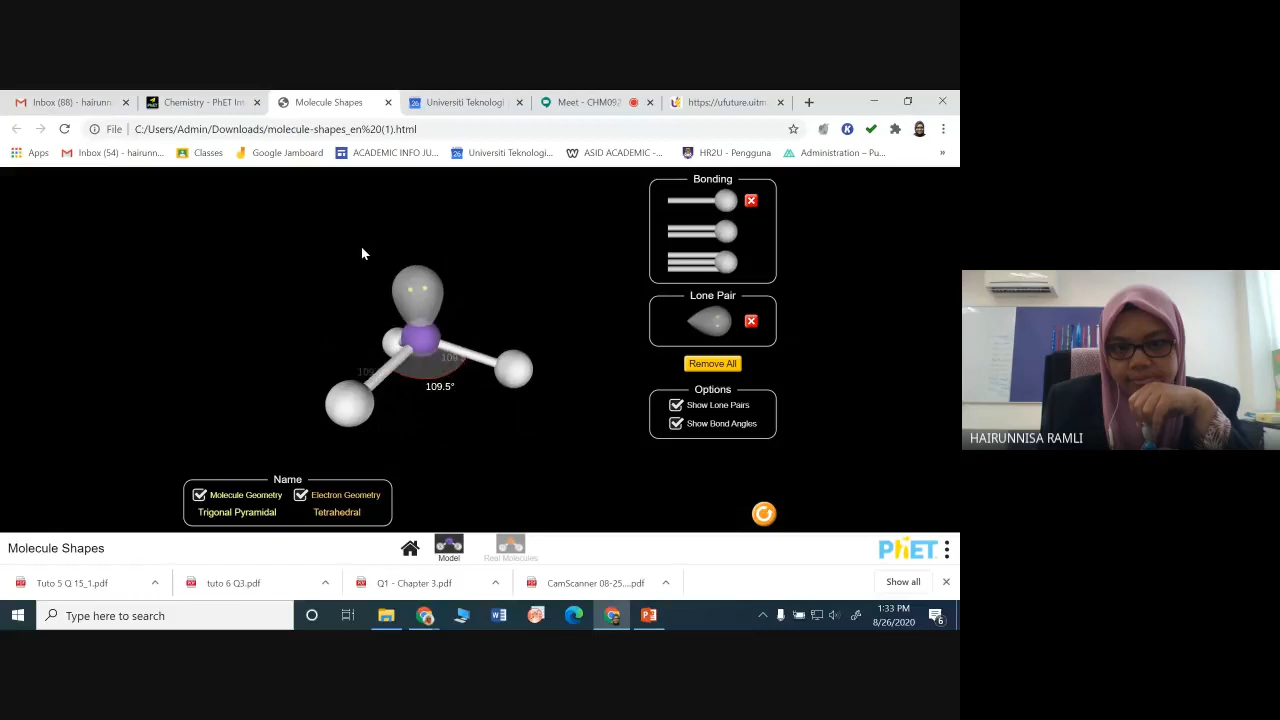 Inbox (88) - hairunn
Chemistry - PhET Int
Molecule Shapes
Universiti Teknologi
Meet - CHM092
https://ufuture.uitm
File
C:/Users/Admin/Downloads/molecule-shapes_en%20(1).html
Apps
Inbox (54) - hairunn...
Classes
Google Jamboard
ACADEMIC INFO JU...
Universiti Teknologi...
ASID ACADEMIC -...
HR2U - Pengguna
Administration – Pu...
»
Bonding
Lone Pair
Remove All
Options
Show Lone Pairs
Show Bond Angles
109.5°
Name
Molecule Geometry
Electron Geometry
Trigonal Pyramidal
Tetrahedral
HAIRUNNISA RAMLI
Molecule Shapes
Model
Real Molecules
PhET
Tuto 5 Q 15_1.pdf
tuto 6 Q3.pdf
Q1 - Chapter 3.pdf
CamScanner 08-25....pdf
Show all
Type here to search
1:33 PM
8/26/2020
6